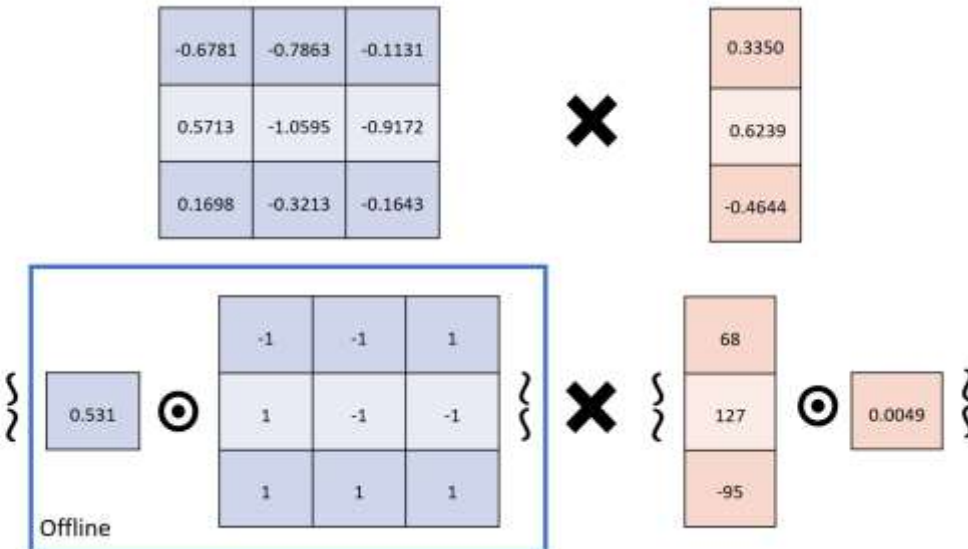 -0.6781 -0.7863 -0.1131 0.3350
0.5713 -1.0595 -0.9172 0.6239
0.1698 -0.3213 -0.1643 -0.4644
-1 -1 1 68
0.531 1 -1 -1 127 0.0049
1 1 1 -95
Offline